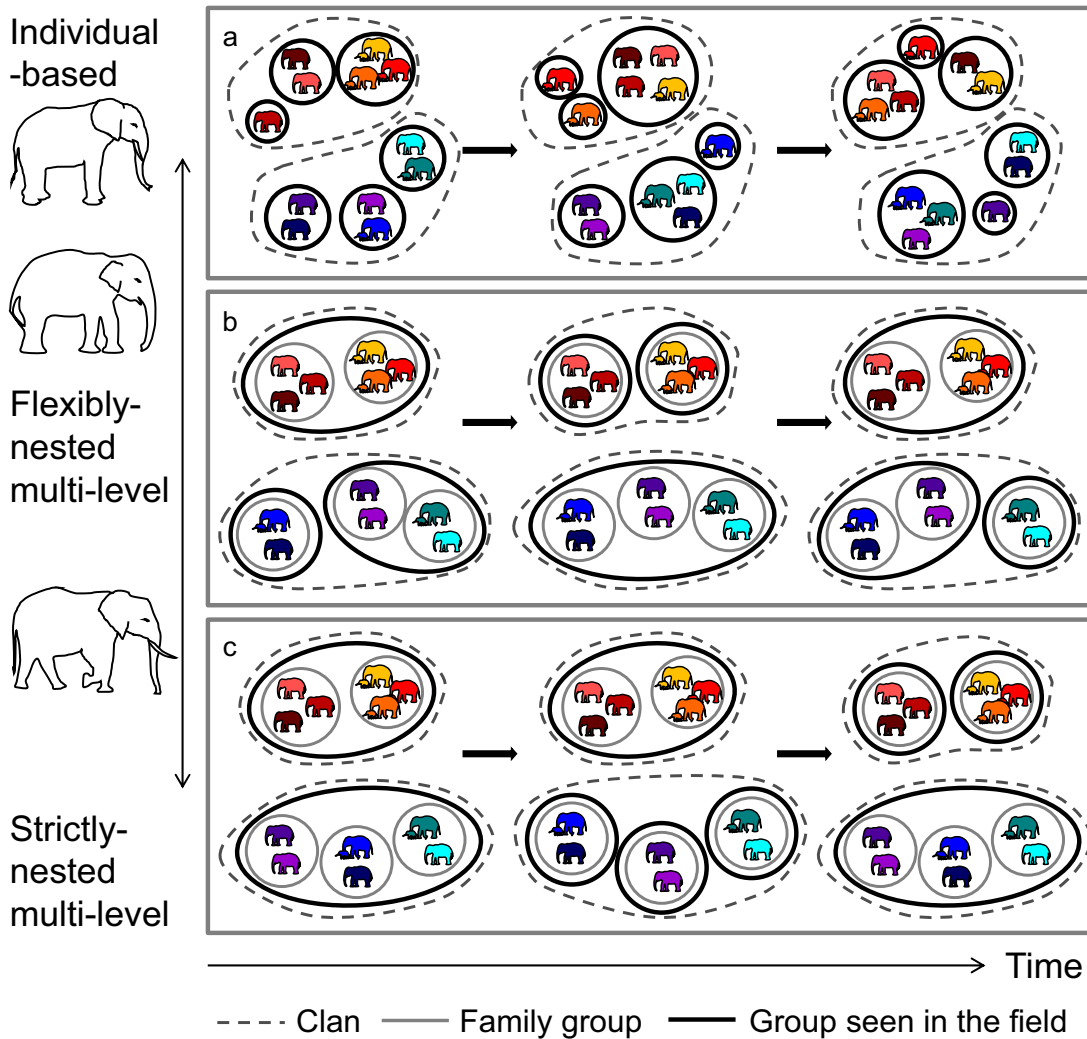 Individual
-based
a
b
Flexibly-
nested
multi-level
c
Strictly-
nested
multi-level
Time
Clan
Family group
Group seen in the field